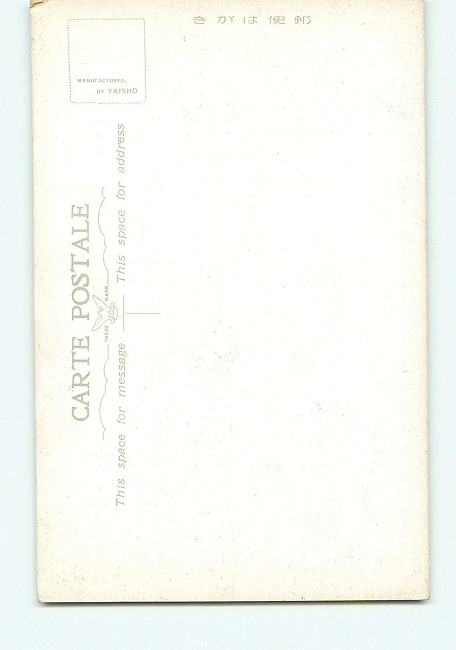 きがは便郵
MANUFACTURED.
BY TAISHO
CARTE POSTALE
TRADE MARK
This space for message
This space for address